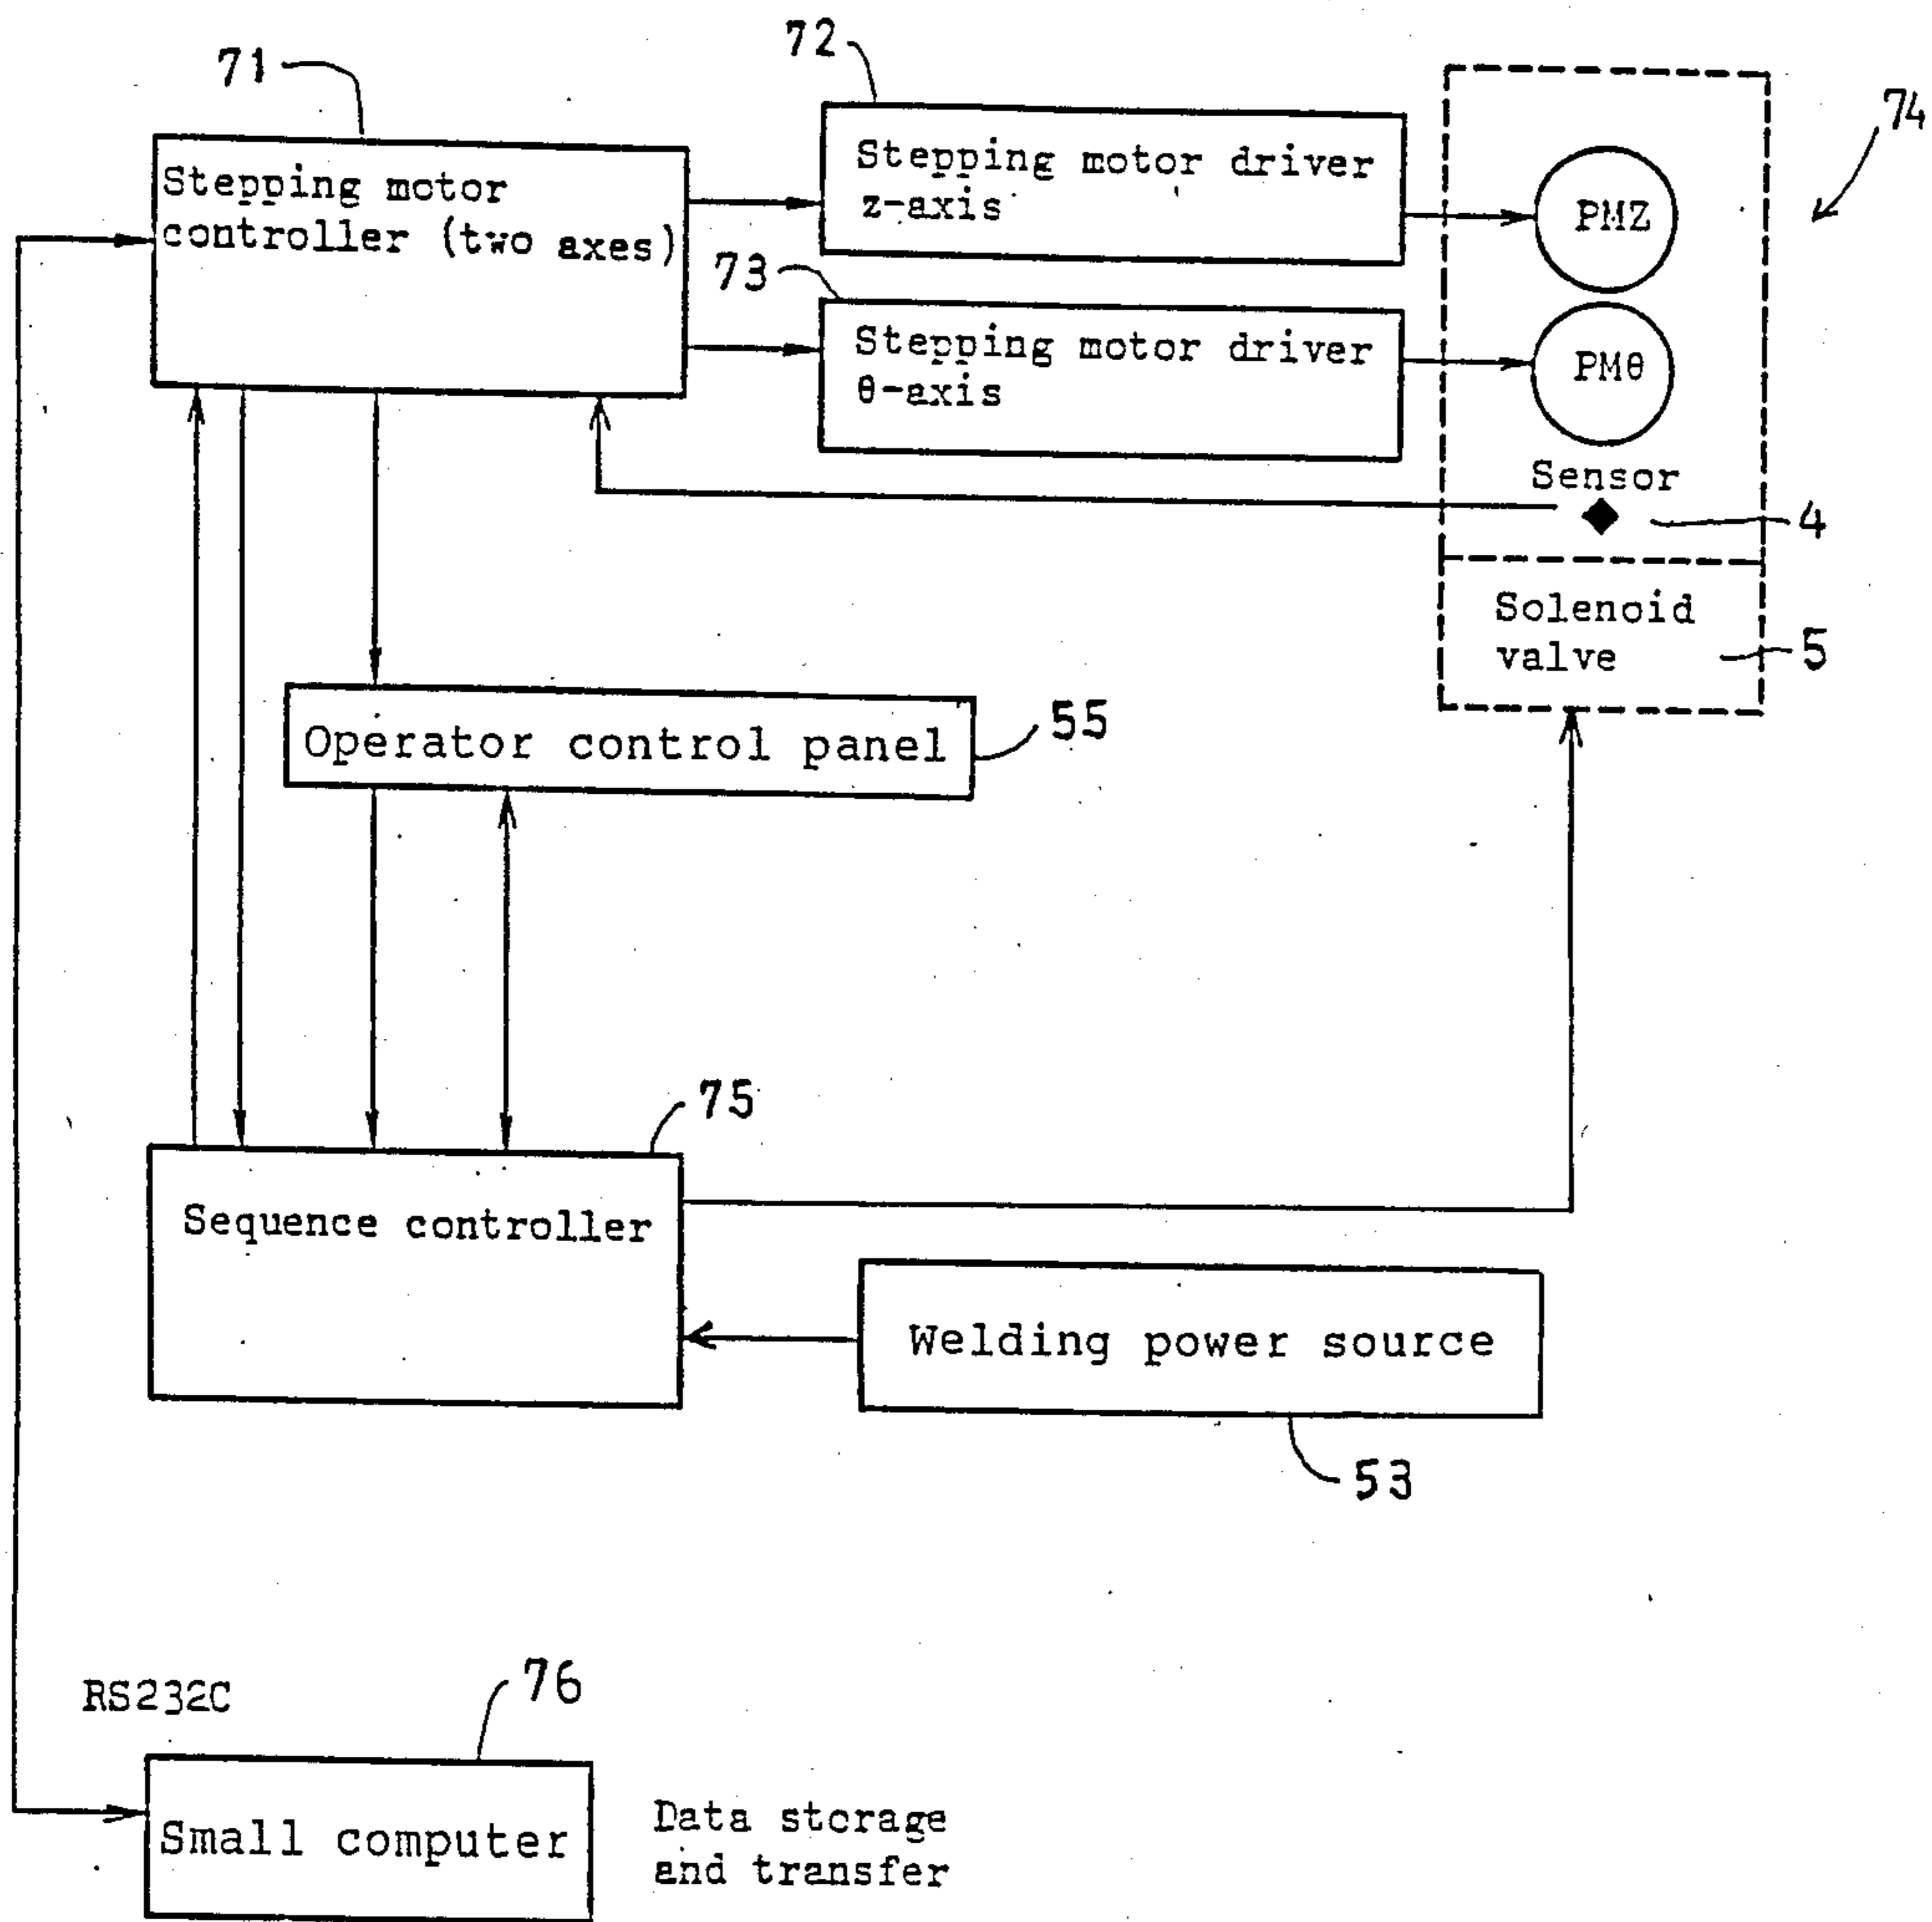 71
72
74
Stepping motor
controller (two axes)
Stepping motor driver
z-axis
PMZ
73
Stepping motor driver
θ-axis
PMθ
Sensor
4
Solenoid
valve
5
Operator control panel
55
75
Sequence controller
Welding power source
53
RS232C
76
Small computer
Data storage
and transfer